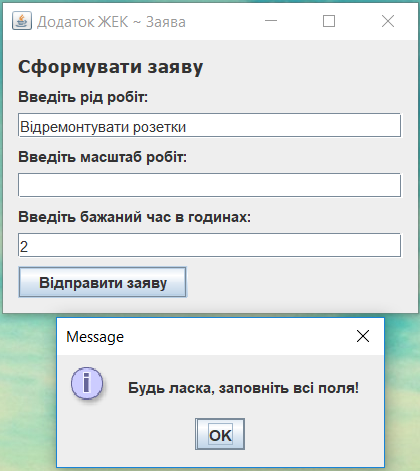 Додаток ЖЕК ~ Заява
Сформувати заяву
Введіть рід робіт:
Відремонтувати розетки
Введіть масштаб робіт:
Введіть бажаний час в годинах:
2
Відправити заяву
Message
Будь ласка, заповніть всі поля!
OK